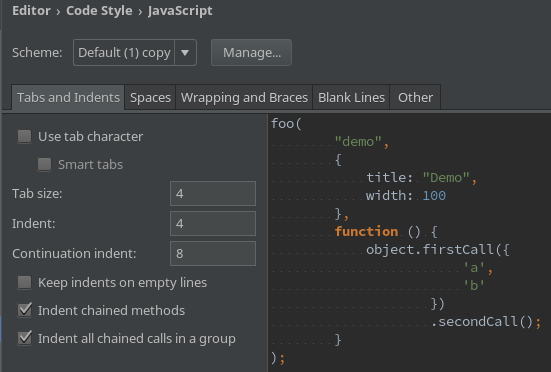 Editor › Code Style › JavaScript
Scheme: Default (1) copy Manage...
Tabs and Indents Spaces Wrapping and Braces Blank Lines Other
Use tab character
Smart tabs
Tab size: 4
Indent: 4
Continuation indent: 8
Keep indents on empty lines
Indent chained methods
Indent all chained calls in a group
foo(
"demo",
{
title: "Demo",
width: 100
},
function () {
object.firstCall({
'a',
'b'
})
.secondCall();
}
);